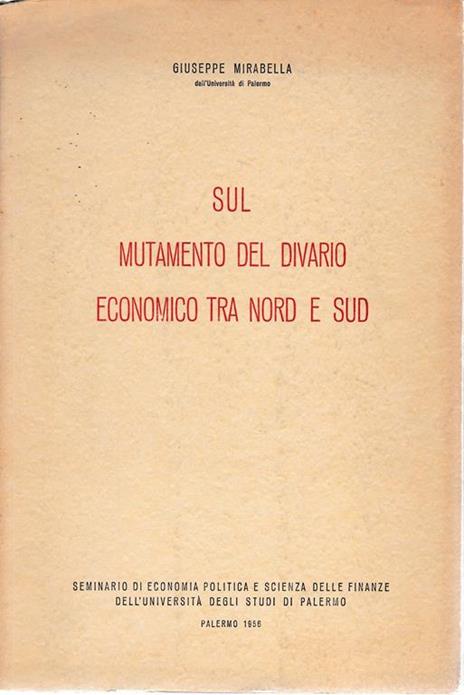 GIUSEPPE MIRABELLA
dell'Università di Palermo
SUL
MUTAMENTO DEL DIVARIO
ECONOMICO TRA NORD E SUD
SEMINARIO DI ECONOMIA POLITICA E SCIENZA DELLE FINANZE
DELL'UNIVERSITÀ DEGLI STUDI DI PALERMO
PALERMO 1956